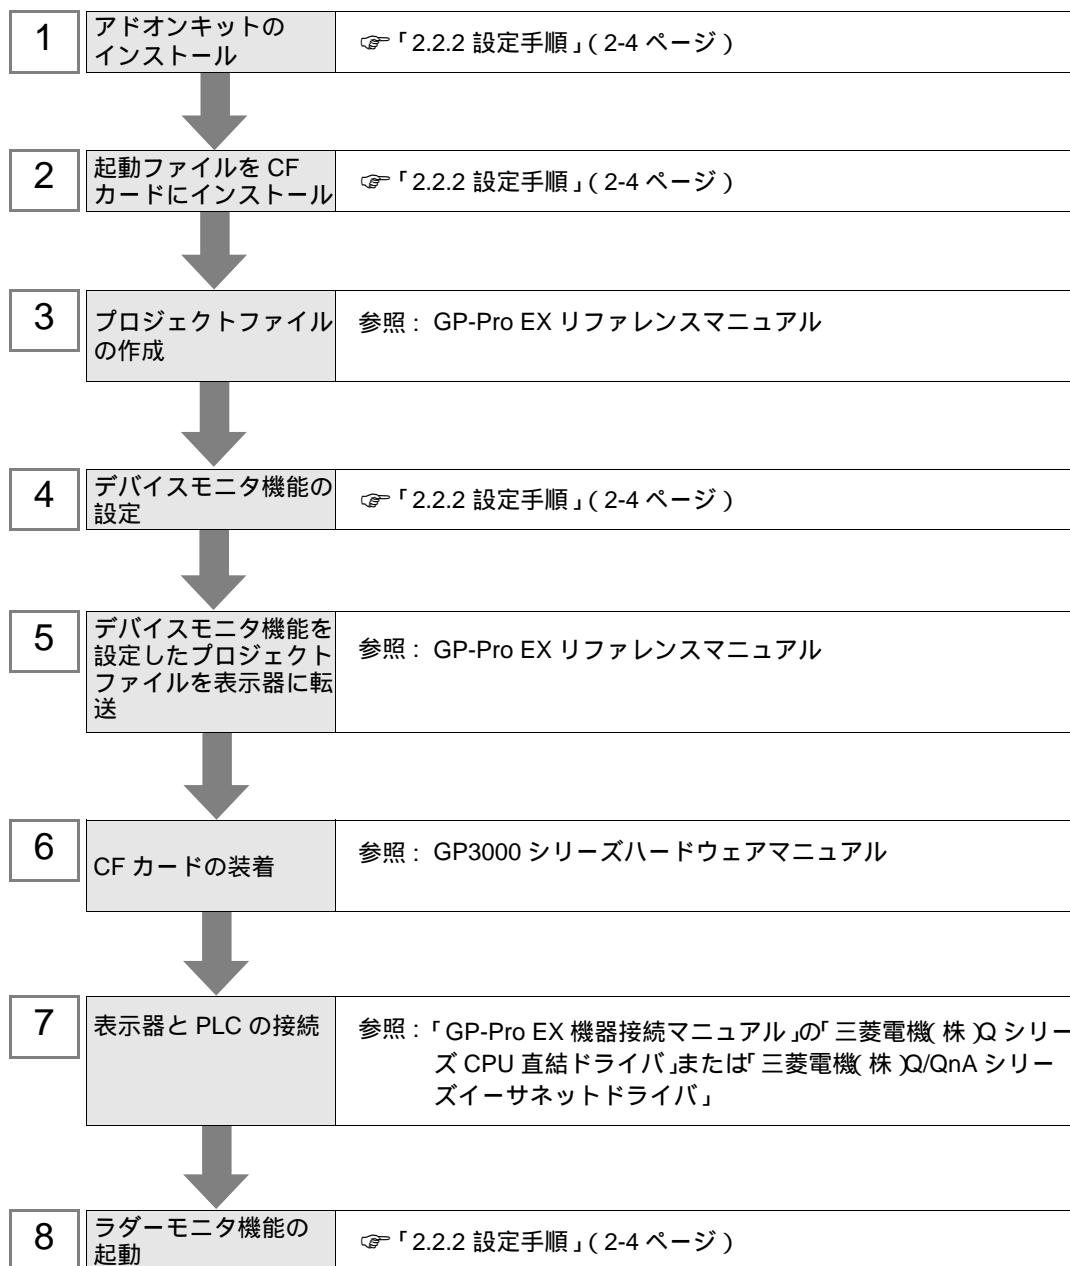 1
アドオンキットの
インストール
☞「2.2.2 設定手順」( 2-4 ページ )
2
起動ファイルを CF
カードにインストール
☞「2.2.2 設定手順」( 2-4 ページ )
3
プロジェクトファイル
の作成
参照 : GP-Pro EX リファレンスマニュアル
4
デバイスモニタ機能の
設定
☞「2.2.2 設定手順」( 2-4 ページ )
5
デバイスモニタ機能を
設定したプロジェクト
ファイルを表示器に転
送
参照 : GP-Pro EX リファレンスマニュアル
6
CF カードの装着
参照 : GP3000 シリーズハードウェアマニュアル
7
表示器と PLC の接続
参照 :「GP-Pro EX 機器接続マニュアル」の「三菱電機( 株 )Q シリー
ズ CPU 直結ドライバ」または「三菱電機( 株 )Q/QnA シリー
ズイーサネットドライバ」
8
ラダーモニタ機能の
起動
☞「2.2.2 設定手順」( 2-4 ページ )